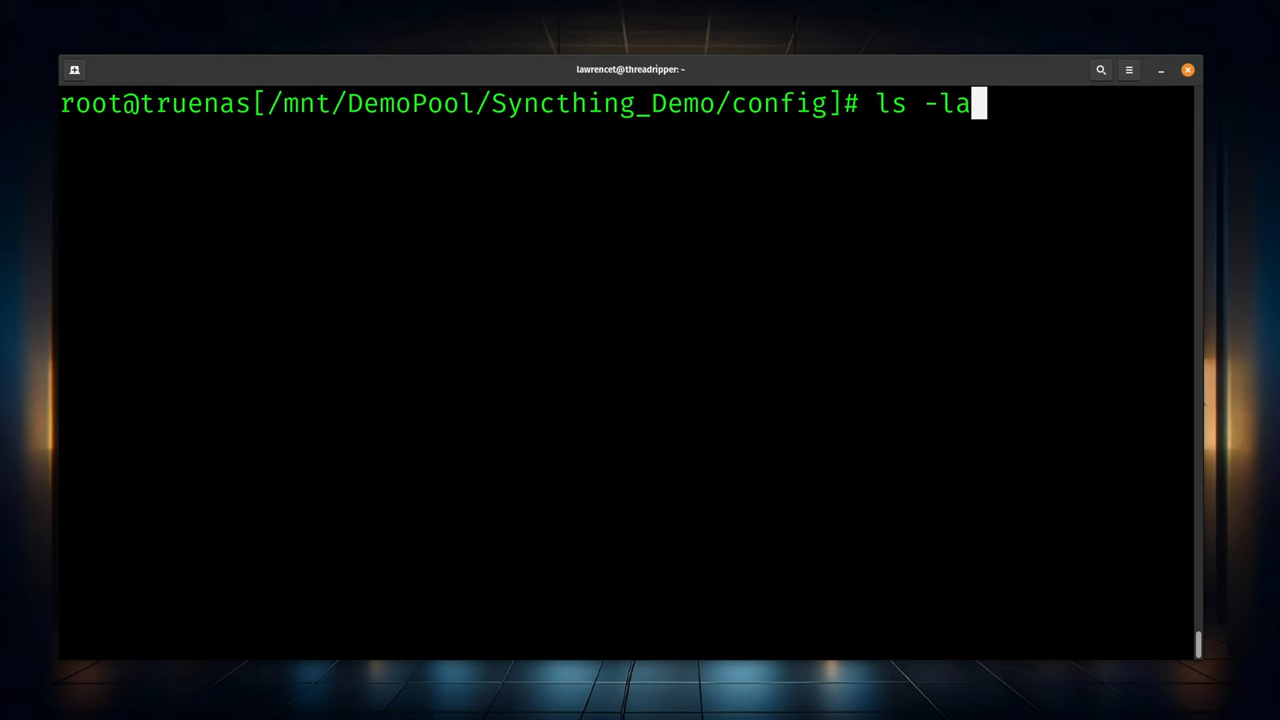 lawrencet@threadripper: ~
root@truenas[/mnt/DemoPool/Syncthing_Demo/config]# ls -la